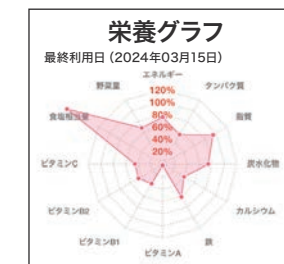 栄養グラフ
最終利用日（2024年03月15日）
エネルギー
野菜量
タンパク質
120%
100%
80%
60%
40%
20%
食塩相当量
脂質
ビタミンC
炭水化物
ビタミンB2
カルシウム
ビタミンB1
鉄
ビタミンA